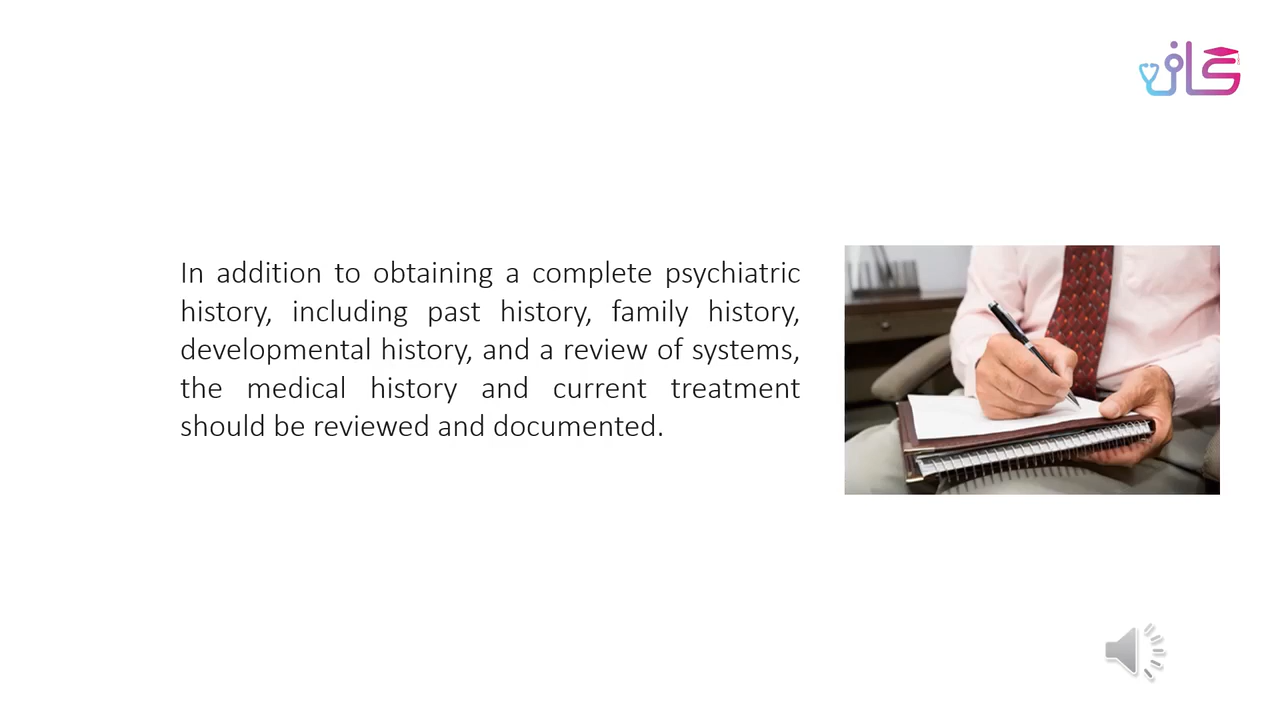 كاف
In addition to obtaining a complete psychiatric
history, including past history, family history,
developmental history, and a review of systems,
the medical history and current treatment
should be reviewed and documented.